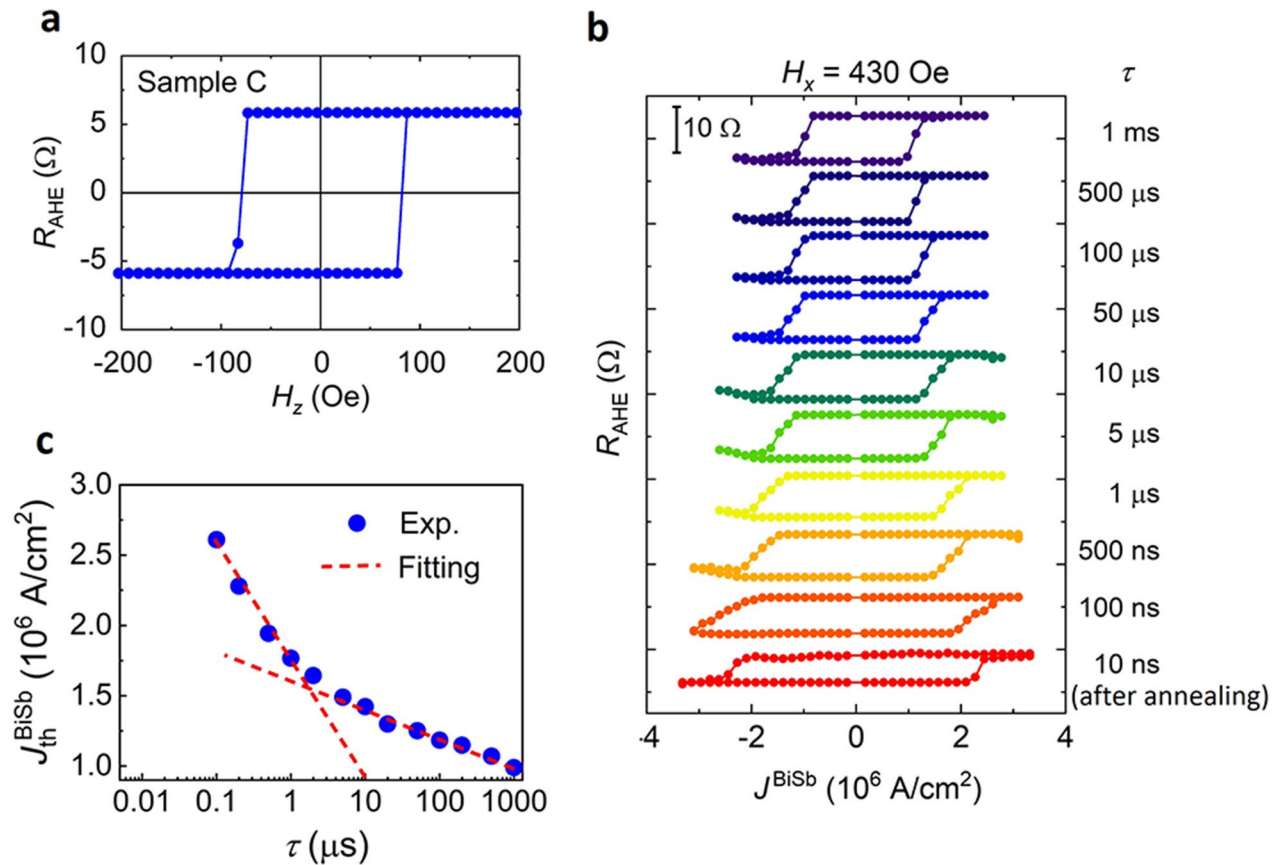 a
10
5
0
-5
-10
R_AHE (Ω)
Sample C
-200 -100 0 100 200
H_z (Oe)
b
H_x = 430 Oe
τ
10 Ω
1 ms
500 μs
100 μs
50 μs
10 μs
5 μs
1 μs
500 ns
100 ns
10 ns
(after annealing)
R_AHE (Ω)
-4 -2 0 2 4
J^BiSb (10^6 A/cm^2)
c
3.0
2.5
2.0
1.5
1.0
J_th^BiSb (10^6 A/cm^2)
Exp.
Fitting
0.01 0.1 1 10 100 1000
τ (μs)